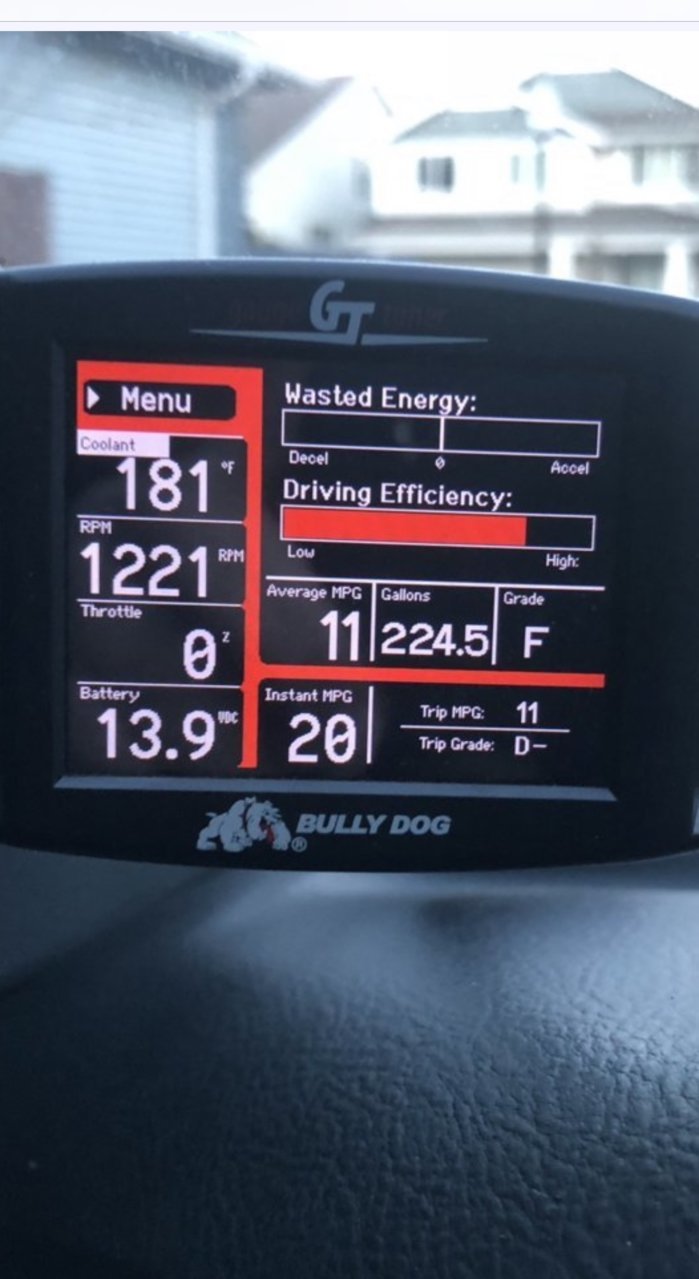 GT
Menu
Coolant
181 °F
RPM
1221 RPM
Throttle
0 %
Battery
13.9 VDC
Wasted Energy:
Decel 0 Accel
Driving Efficiency:
Low High:
Average MPG
11
Gallons
224.5
Grade
F
Instant MPG
20
Trip MPG: 11
Trip Grade: D-
BULLY DOG ®